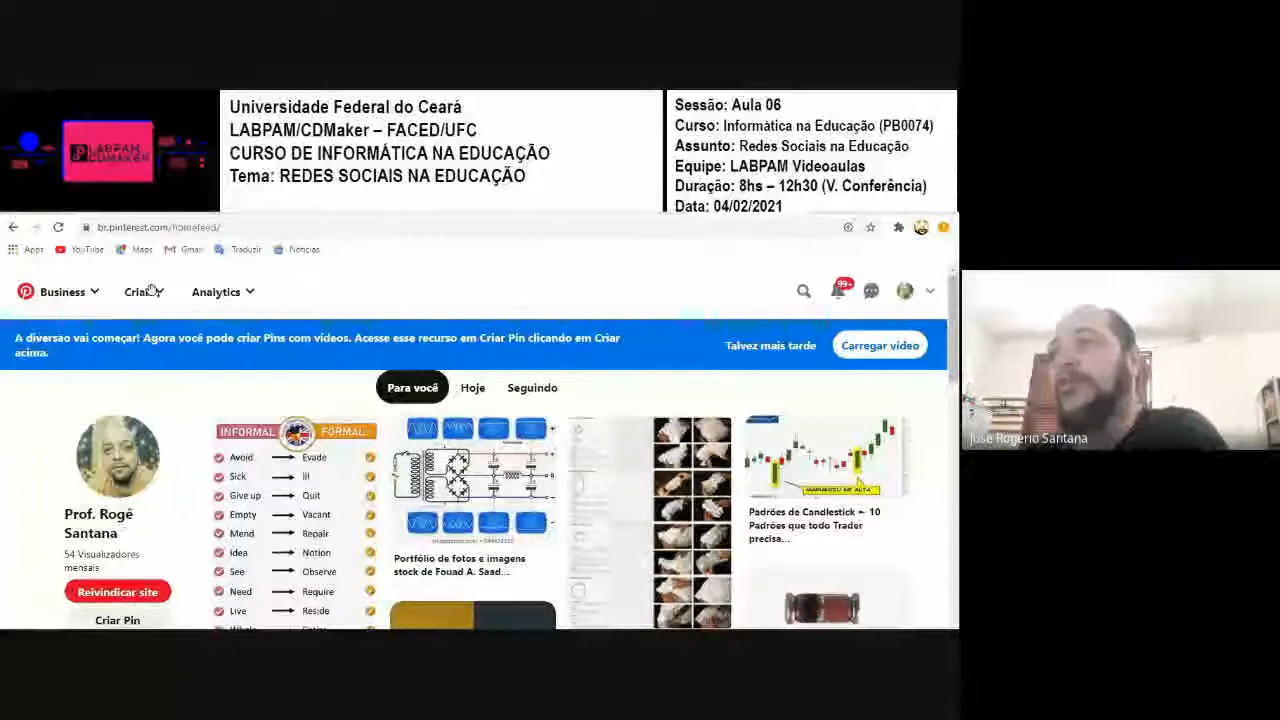 LABPAM
CDMAKER
Universidade Federal do Ceará
LABPAM/CDMaker – FACED/UFC
CURSO DE INFORMÁTICA NA EDUCAÇÃO
Tema: REDES SOCIAIS NA EDUCAÇÃO
Sessão: Aula 06
Curso: Informática na Educação (PB0074)
Assunto: Redes Sociais na Educação
Equipe: LABPAM Videoaulas
Duração: 8hs – 12h30 (V. Conferência)
Data: 04/02/2021
br.pinterest.com/homefeed/
Apps YouTube Maps Gmail Traduzir Notícias
Business Criar Analytics 99+
A diversão vai começar! Agora você pode criar Pins com vídeos. Acesse esse recurso em Criar Pin clicando em Criar
acima.
Talvez mais tarde Carregar vídeo
Para você Hoje Seguindo
Prof. Rogê
Santana
54 Visualizadores
mensais
Reivindicar site
Criar Pin
INFORMAL FORMAL
Avoid Evade
Sick Ill
Give up Quit
Empty Vacant
Mend Repair
Idea Notion
See Observe
Need Require
Live Reside
Portfólio de fotos e imagens
stock de Fouad A. Saad...
MARUBOZU DE ALTA
Padrões de Candlestick – 10
Padrões que todo Trader
precisa...
Jose Rogerio Santana